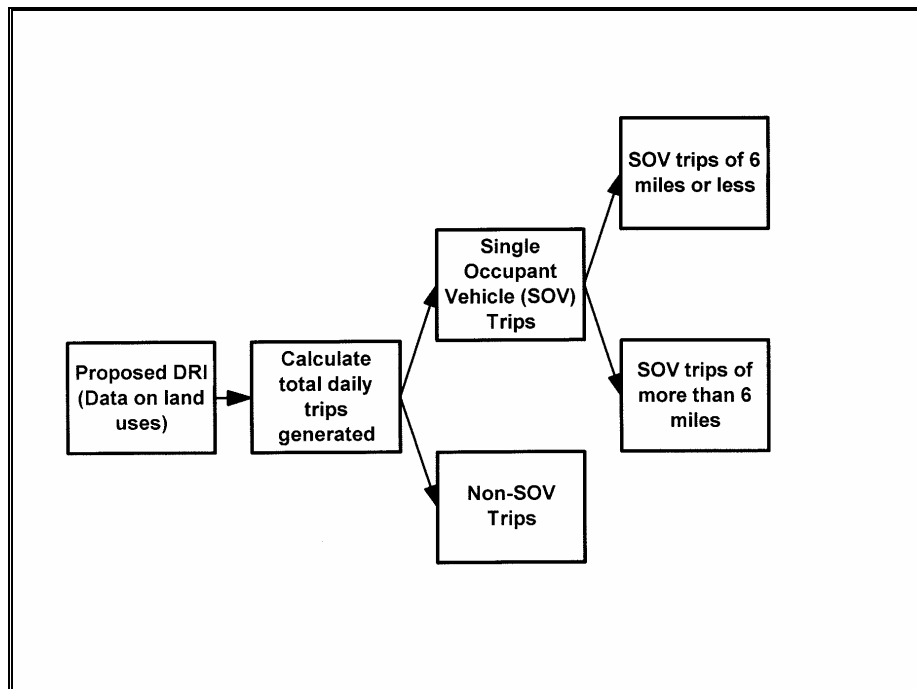 Proposed DRI
(Data on land
uses)
Calculate
total daily
trips
generated
Single
Occupant
Vehicle (SOV)
Trips
Non-SOV
Trips
SOV trips of 6
miles or less
SOV trips of
more than 6
miles